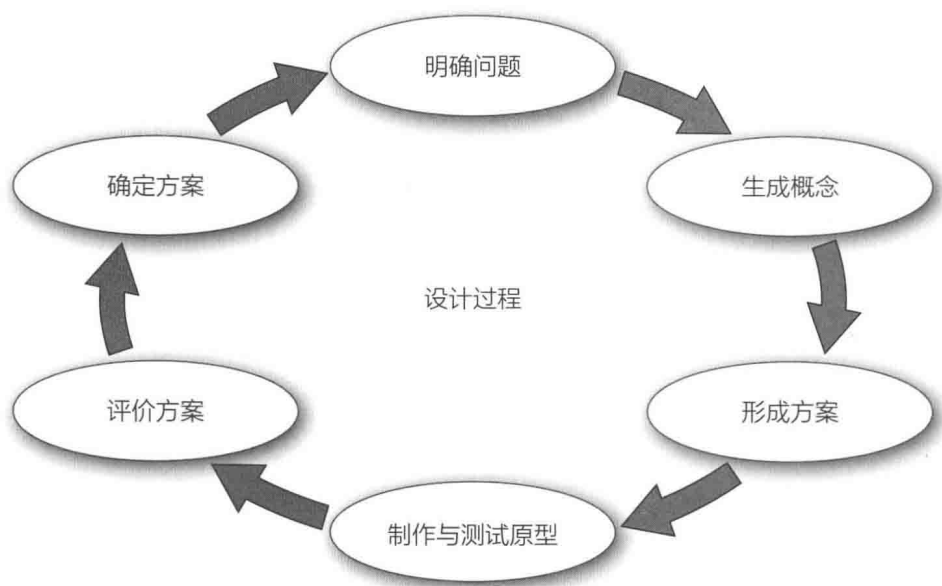 明确问题
生成概念
形成方案
制作与测试原型
评价方案
确定方案
设计过程